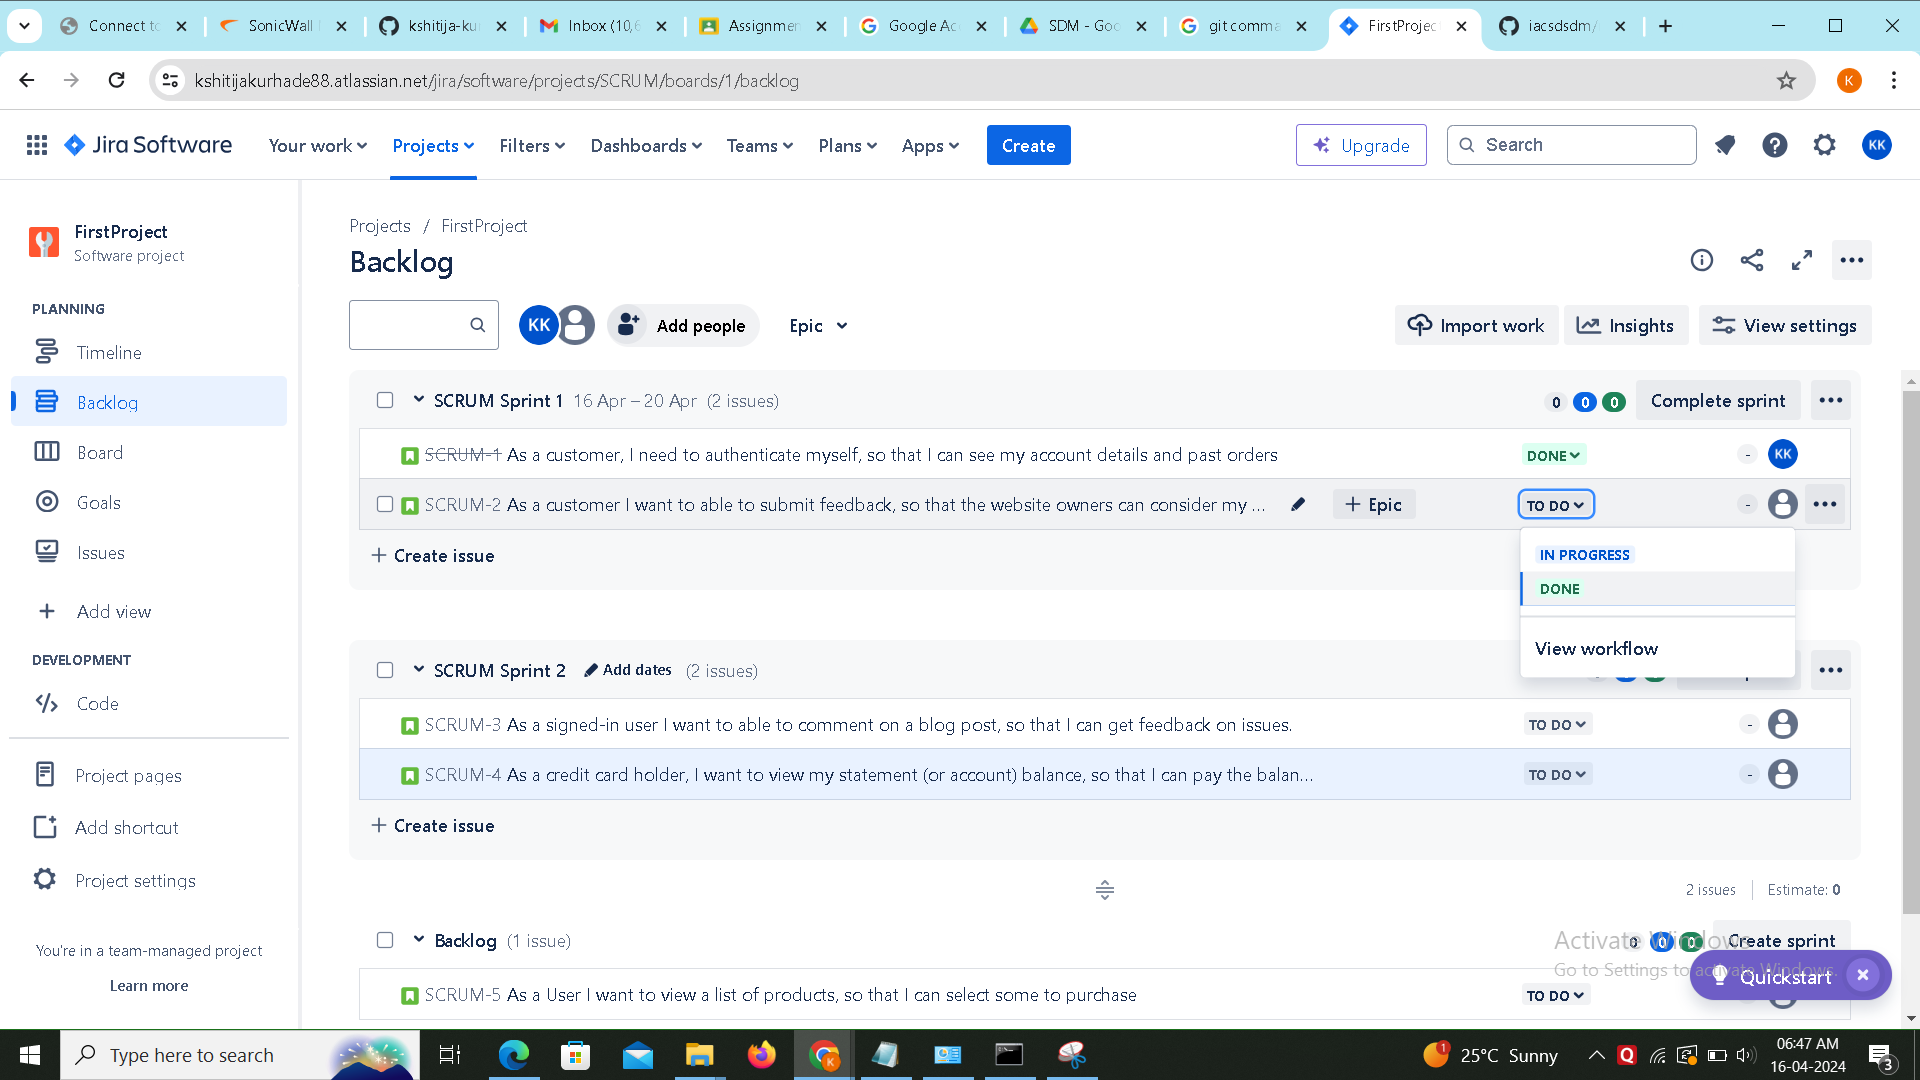 Connect to
SonicWall
kshitija-kur
Inbox (10,6
Assignmen
Google Acc
SDM - Goo
git comma
FirstProjec
iacsdsdm/
kshitijakurhade88.atlassian.net/jira/software/projects/SCRUM/boards/1/backlog
K
Jira Software
Your work
Projects
Filters
Dashboards
Teams
Plans
Apps
Create
Upgrade
Search
KK
FirstProject
Software project
PLANNING
Timeline
Backlog
Board
Goals
Issues
Add view
DEVELOPMENT
Code
Project pages
Add shortcut
Project settings
You're in a team-managed project
Learn more
Projects / FirstProject
Backlog
KK
Add people
Epic
Import work
Insights
View settings
SCRUM Sprint 1 16 Apr – 20 Apr (2 issues)
0 0 0
Complete sprint
SCRUM-1 As a customer, I need to authenticate myself, so that I can see my account details and past orders
DONE
-
KK
SCRUM-2 As a customer I want to able to submit feedback, so that the website owners can consider my ...
+ Epic
TO DO
-
IN PROGRESS
DONE
View workflow
+ Create issue
SCRUM Sprint 2 Add dates (2 issues)
SCRUM-3 As a signed-in user I want to able to comment on a blog post, so that I can get feedback on issues.
TO DO
-
SCRUM-4 As a credit card holder, I want to view my statement (or account) balance, so that I can pay the balan...
TO DO
-
+ Create issue
2 issues
Estimate: 0
Backlog (1 issue)
0 0 0
Create sprint
SCRUM-5 As a User I want to view a list of products, so that I can select some to purchase
TO DO
Activate Windows
Go to Settings to activate Windows.
Quickstart
Type here to search
K
1
25°C Sunny
Q
06:47 AM
16-04-2024
3